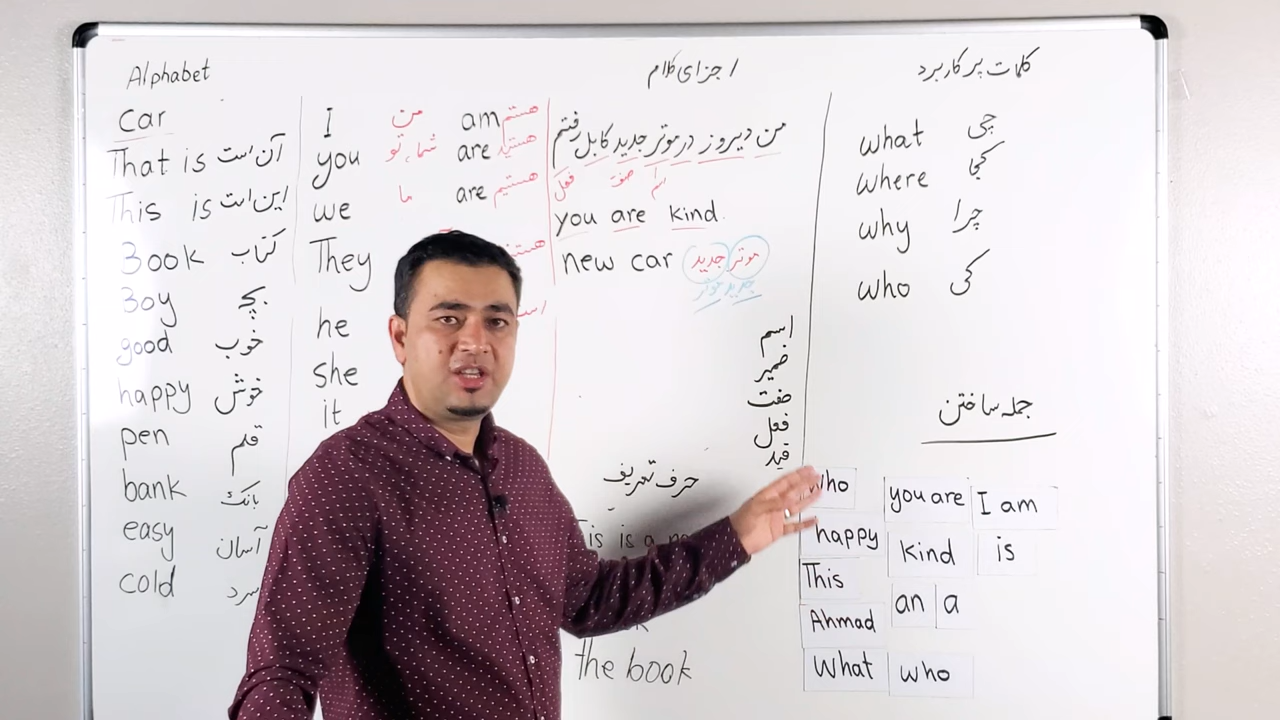 Alphabet
car
That is آن است
This is این است
Book کتاب
Boy بچه
good خوب
happy خوش
pen قلم
bank بانک
easy آسان
cold سرد
I من am هستم
you شما، تو are هستید
we ما are هستیم
They
he
she
it
اجزای کلام
من دیروز در موتر جدید کابل رفتم
اسم صفت فعل
you are kind.
new car جدید موتر
جدید موتر
اسم
ضمیر
صفت
فعل
قید
حرف تعریف
is is a
the book
کلمات پر کاربرد
what چی
where کجا
why چرا
who کی
جمله ساختن
who you are I am
happy kind is
This an a
Ahmad
What who